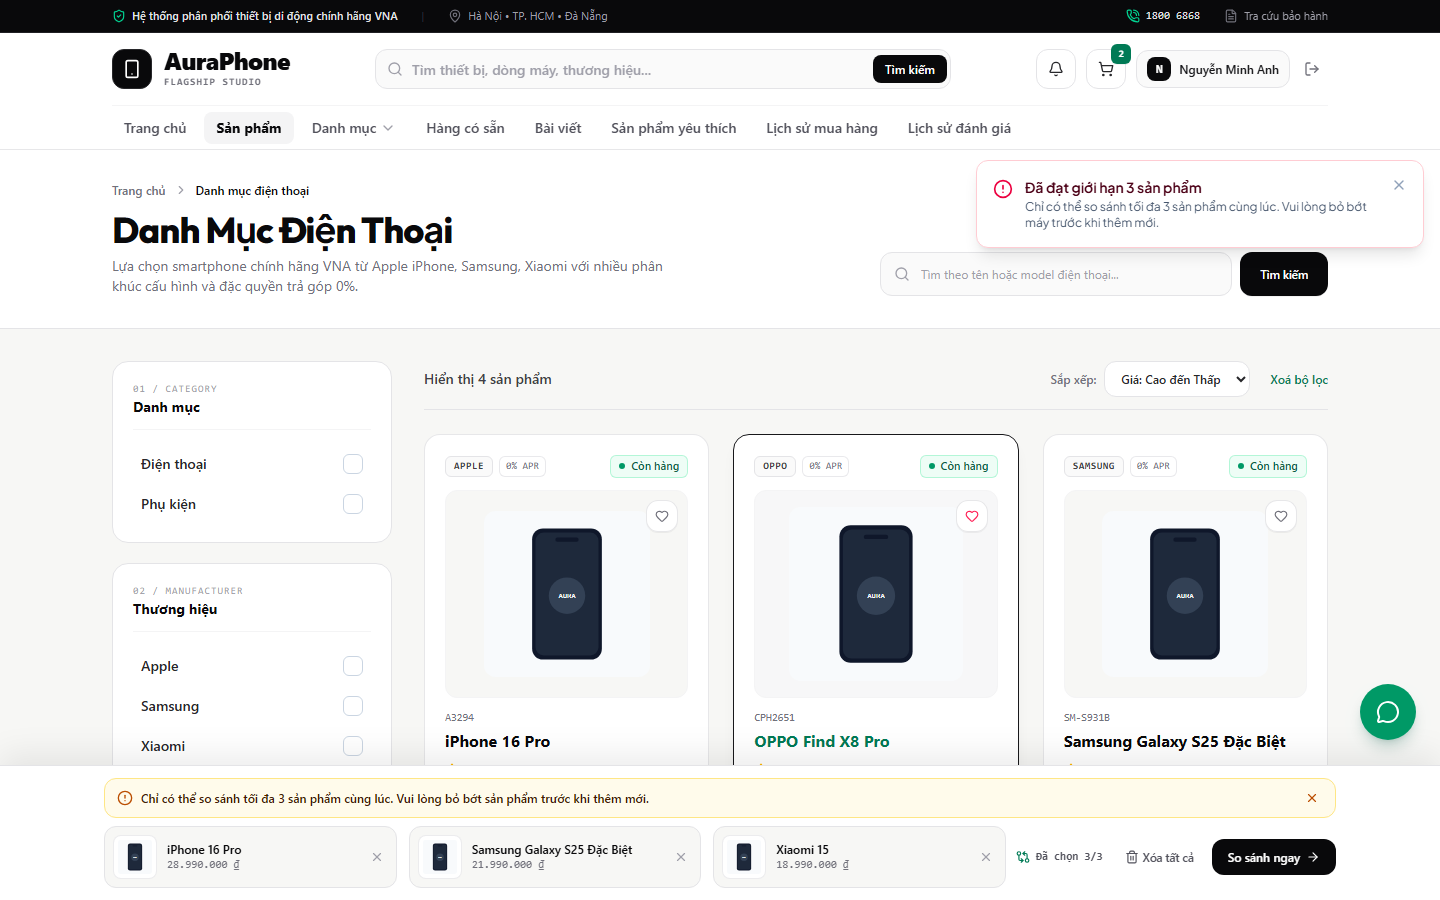 Hệ thống phân phối thiết bị di động chính hãng VNA
Hà Nội • TP. HCM • Đà Nẵng
1800 6868
Tra cứu bảo hành
AuraPhone
FLAGSHIP STUDIO
Tìm thiết bị, dòng máy, thương hiệu...
Tìm kiếm
2
N
Nguyễn Minh Anh
Trang chủ
Sản phẩm
Danh mục
Hàng có sẵn
Bài viết
Sản phẩm yêu thích
Lịch sử mua hàng
Lịch sử đánh giá
Đã đạt giới hạn 3 sản phẩm
Chỉ có thể so sánh tối đa 3 sản phẩm cùng lúc. Vui lòng bỏ bớt
máy trước khi thêm mới.
Trang chủ
Danh mục điện thoại
Danh Mục Điện Thoại
Lựa chọn smartphone chính hãng VNA từ Apple iPhone, Samsung, Xiaomi với nhiều phân
khúc cấu hình và đặc quyền trả góp 0%.
Tìm theo tên hoặc model điện thoại...
Tìm kiếm
01 / CATEGORY
Danh mục
Điện thoại
Phụ kiện
02 / MANUFACTURER
Thương hiệu
Apple
Samsung
Xiaomi
Hiển thị 4 sản phẩm
Sắp xếp:
Giá: Cao đến Thấp
Xoá bộ lọc
APPLE
0% APR
Còn hàng
AURA
A3294
iPhone 16 Pro
OPPO
0% APR
Còn hàng
AURA
CPH2651
OPPO Find X8 Pro
SAMSUNG
0% APR
Còn hàng
AURA
SM-S931B
Samsung Galaxy S25 Đặc Biệt
Chỉ có thể so sánh tối đa 3 sản phẩm cùng lúc. Vui lòng bỏ bớt sản phẩm trước khi thêm mới.
iPhone 16 Pro
28.990.000 ₫
Samsung Galaxy S25 Đặc Biệt
21.990.000 ₫
Xiaomi 15
18.990.000 ₫
Đã chọn 3/3
Xóa tất cả
So sánh ngay